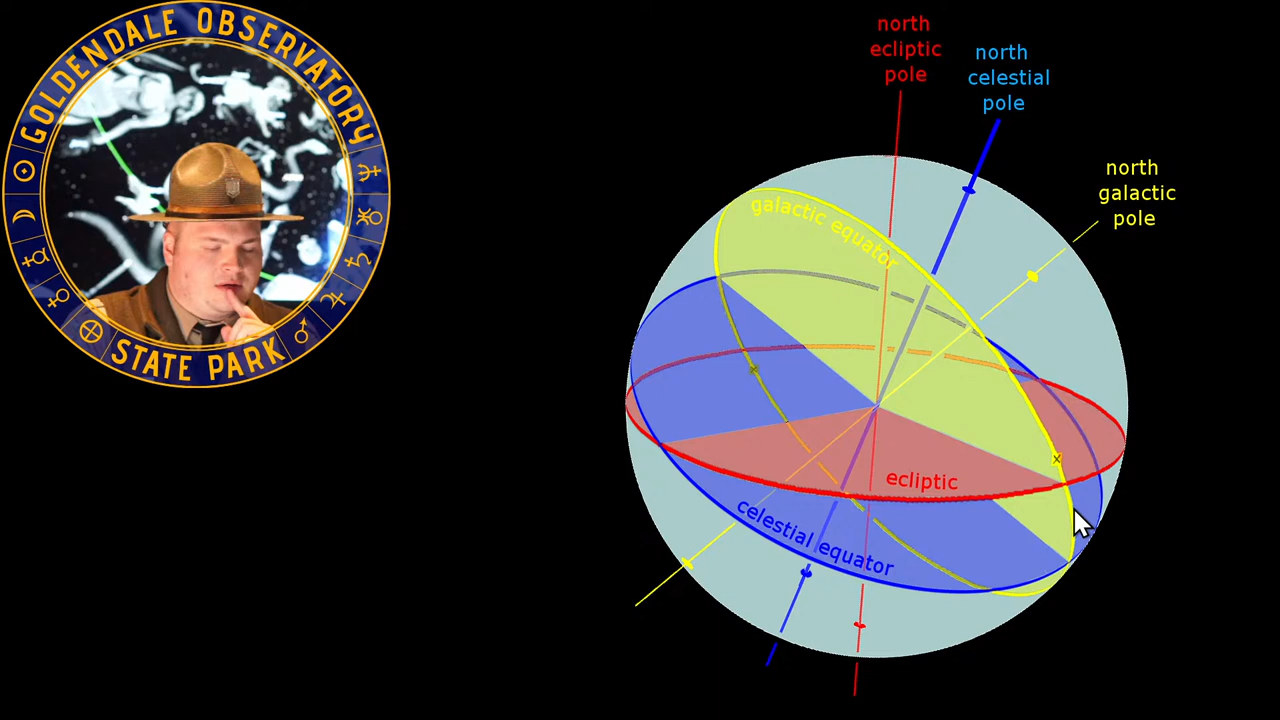 GOLDENDALE OBSERVATORY
STATE PARK
north
ecliptic
pole
north
celestial
pole
north
galactic
pole
galactic equator
ecliptic
celestial equator